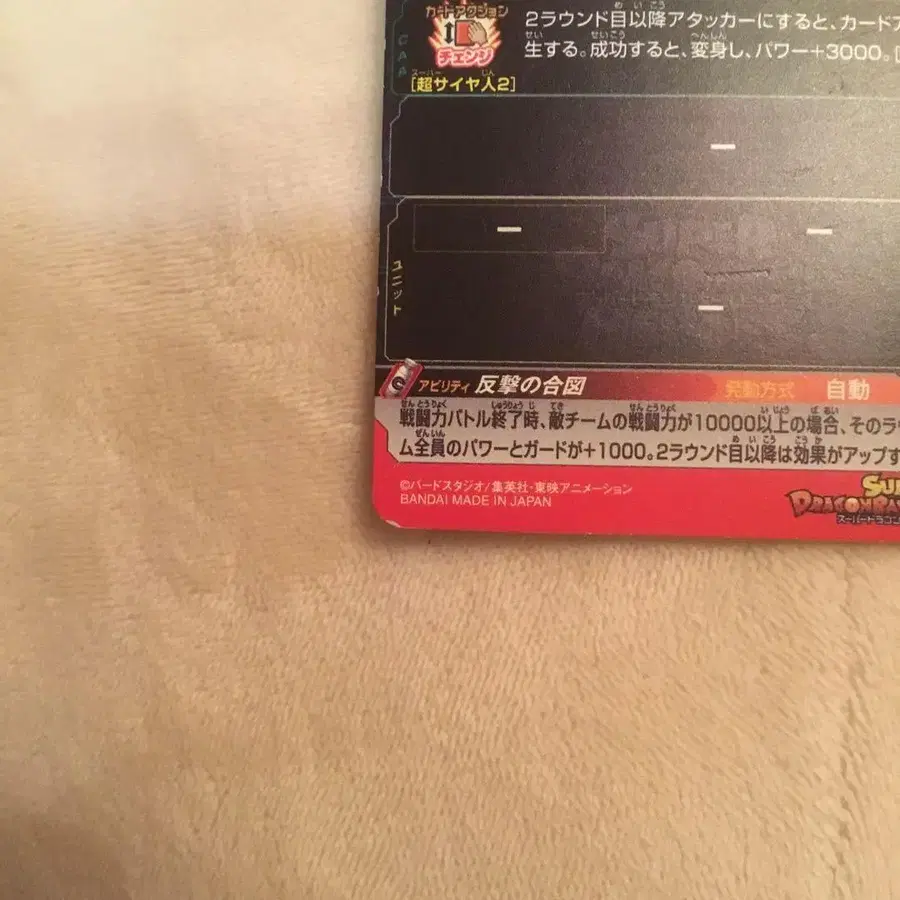 カードアクション
チェンジ
[超サイヤ人2]
2ラウンド目以降アタッカーにすると、カードア
生する。成功すると、変身し、パワー+3000。[
CAA
ー
ー
ー
ー
ユニット
アビリティ 反撃の合図 発動方式 自動
戦闘力バトル終了時、敵チームの戦闘力が10000以上の場合、そのラ
ム全員のパワーとガードが+1000。2ラウンド目以降は効果がアップす
©バードスタジオ/集英社・東映アニメーション
BANDAI MADE IN JAPAN
SU
DRAGONBA
スーパードラゴン